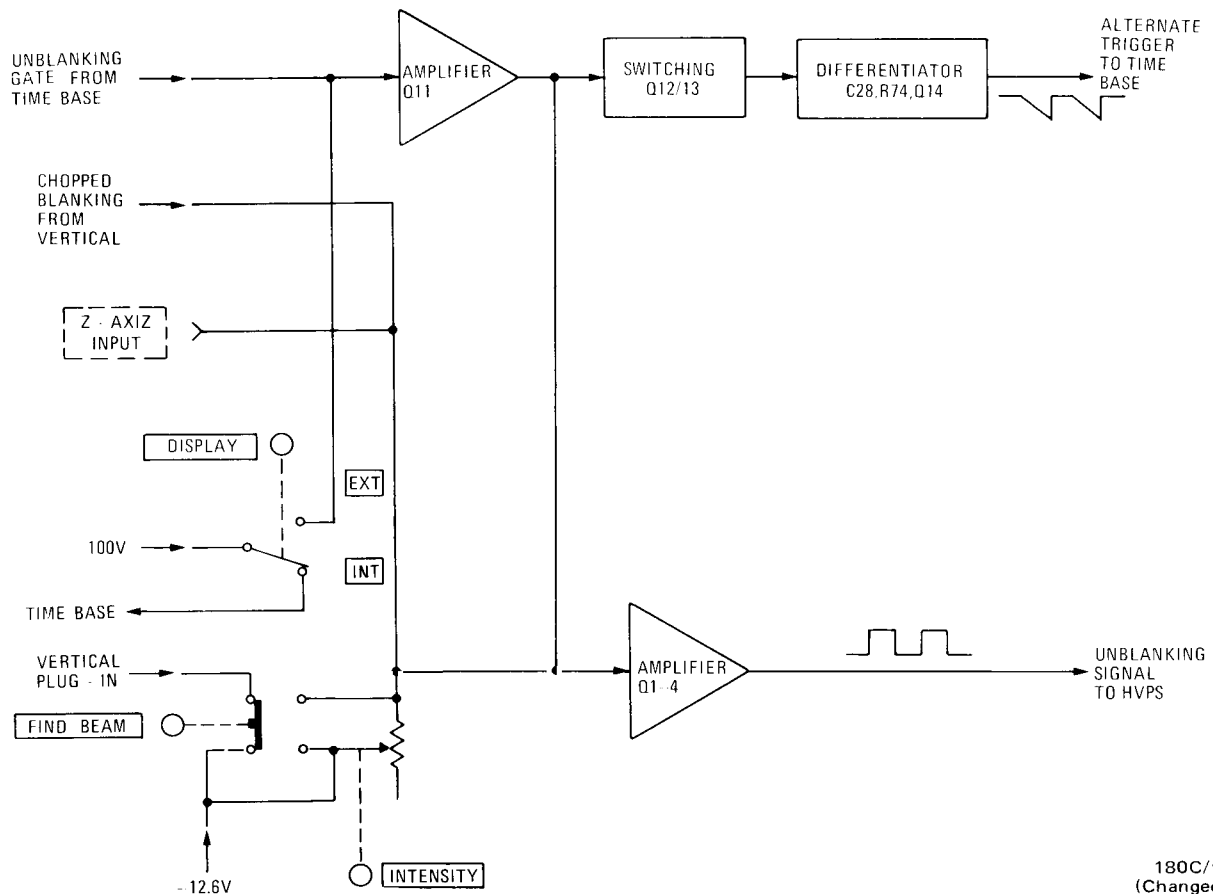 UNBLANKING
GATE FROM
TIME BASE
AMPLIFIER
Q11
SWITCHING
Q12/13
DIFFERENTIATOR
C28,R74,Q14
ALTERNATE
TRIGGER
TO TIME
BASE
CHOPPED
BLANKING
FROM
VERTICAL
Z - AXIZ
INPUT
DISPLAY
EXT
100V
INT
TIME BASE
VERTICAL
PLUG - IN
AMPLIFIER
Q1-4
UNBLANKING
SIGNAL
TO HVPS
FIND BEAM
-12.6V
INTENSITY
180C/
(Changed